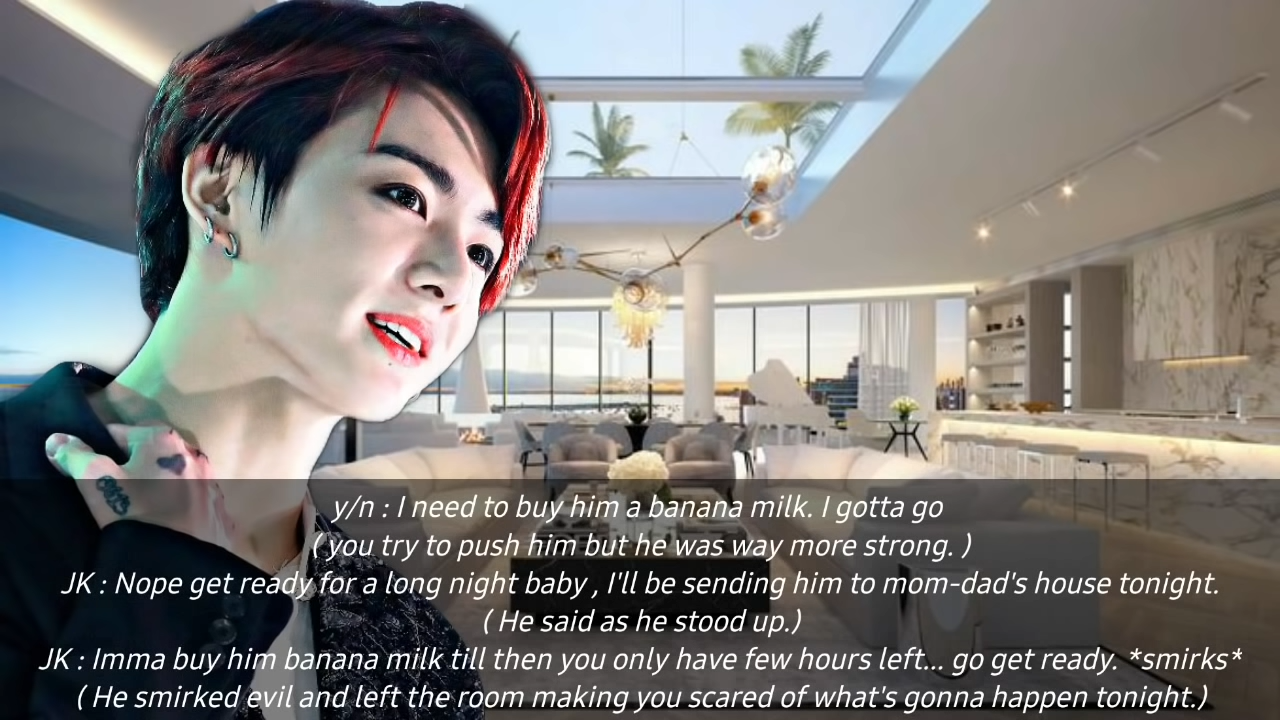 y/n : I need to buy him a banana milk. I gotta go
( you try to push him but he was way more strong. )
JK : Nope get ready for a long night baby , I'll be sending him to mom-dad's house tonight.
( He said as he stood up.)
JK : Imma buy him banana milk till then you only have few hours left... go get ready. *smirks*
( He smirked evil and left the room making you scared of what's gonna happen tonight.)